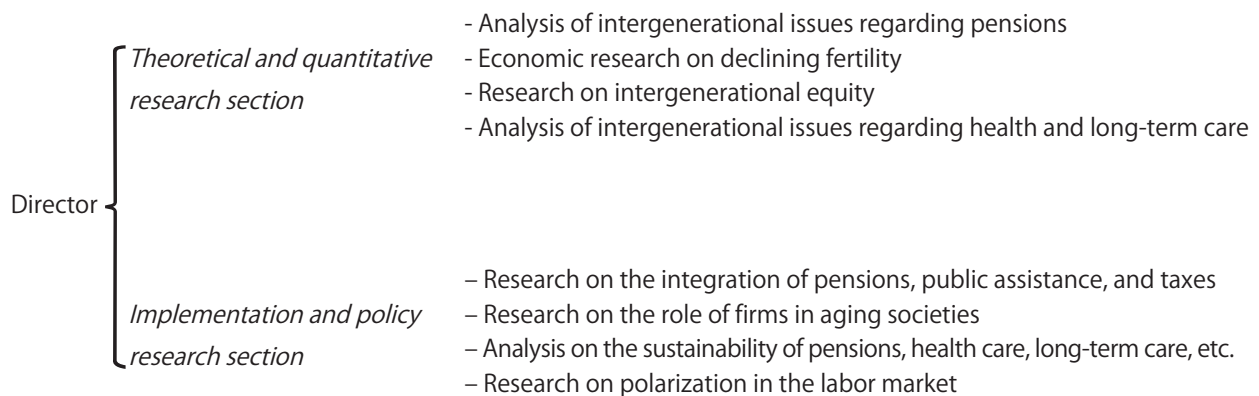 Director
Theoretical and quantitative
research section
- Analysis of intergenerational issues regarding pensions
- Economic research on declining fertility
- Research on intergenerational equity
- Analysis of intergenerational issues regarding health and long-term care
Implementation and policy
research section
– Research on the integration of pensions, public assistance, and taxes
– Research on the role of firms in aging societies
– Analysis on the sustainability of pensions, health care, long-term care, etc.
– Research on polarization in the labor market